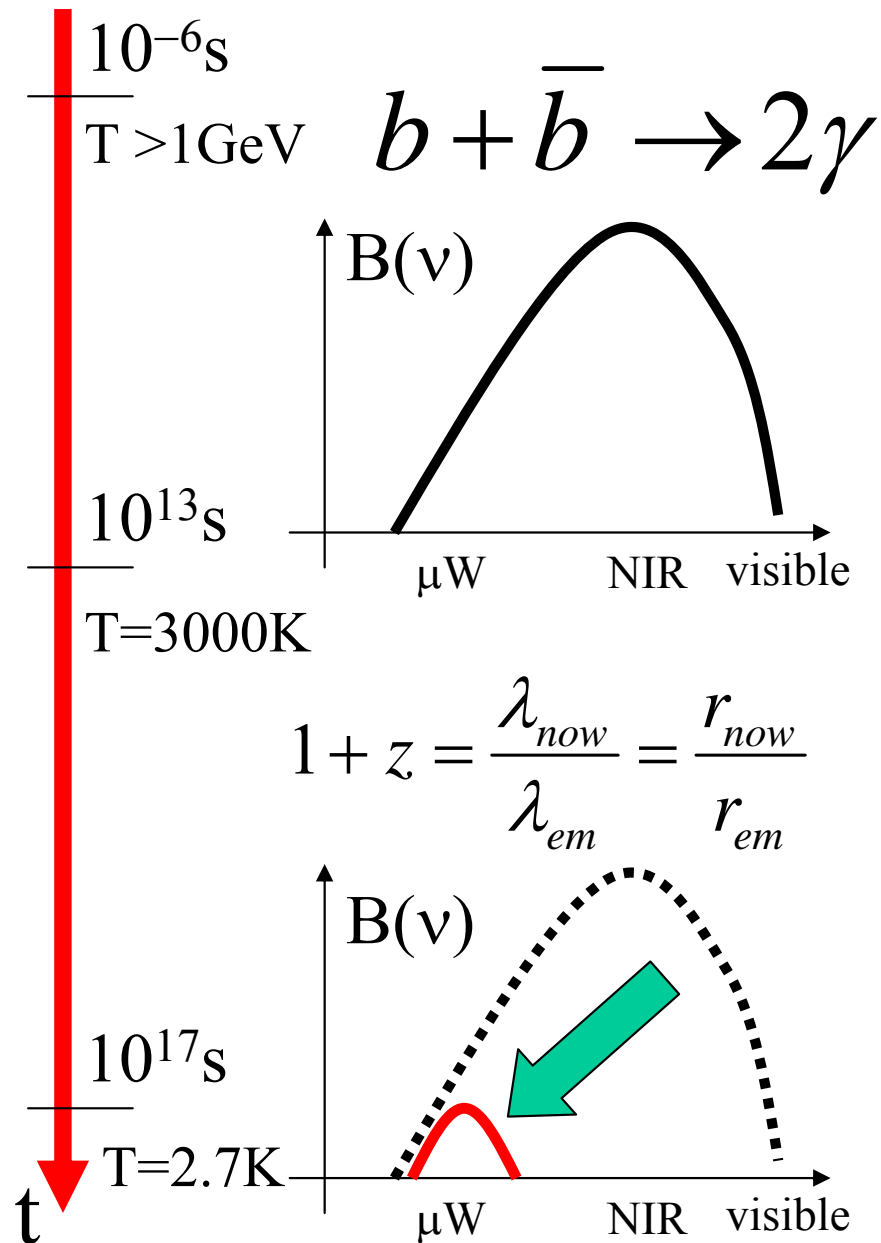 10⁻⁶s
T >1GeV
b + b̅ → 2γ
B(ν)
10¹³s
μW NIR visible
T=3000K
1 + z = λ_now / λ_em = r_now / r_em
B(ν)
10¹⁷s
T=2.7K
μW NIR visible
t